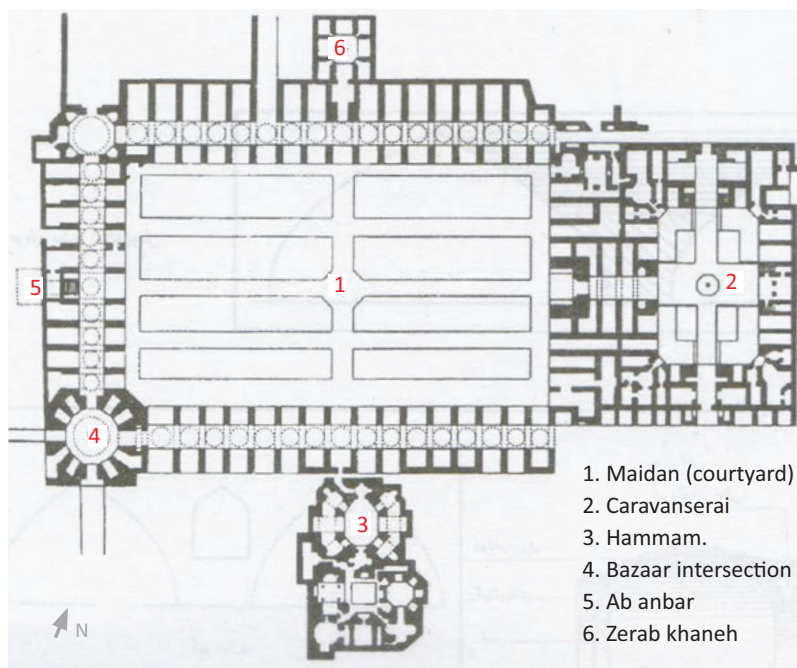 6
5
1
2
4
3
1. Maidan (courtyard)
2. Caravanserai
3. Hammam.
4. Bazaar intersection
5. Ab anbar
6. Zerab khaneh
N